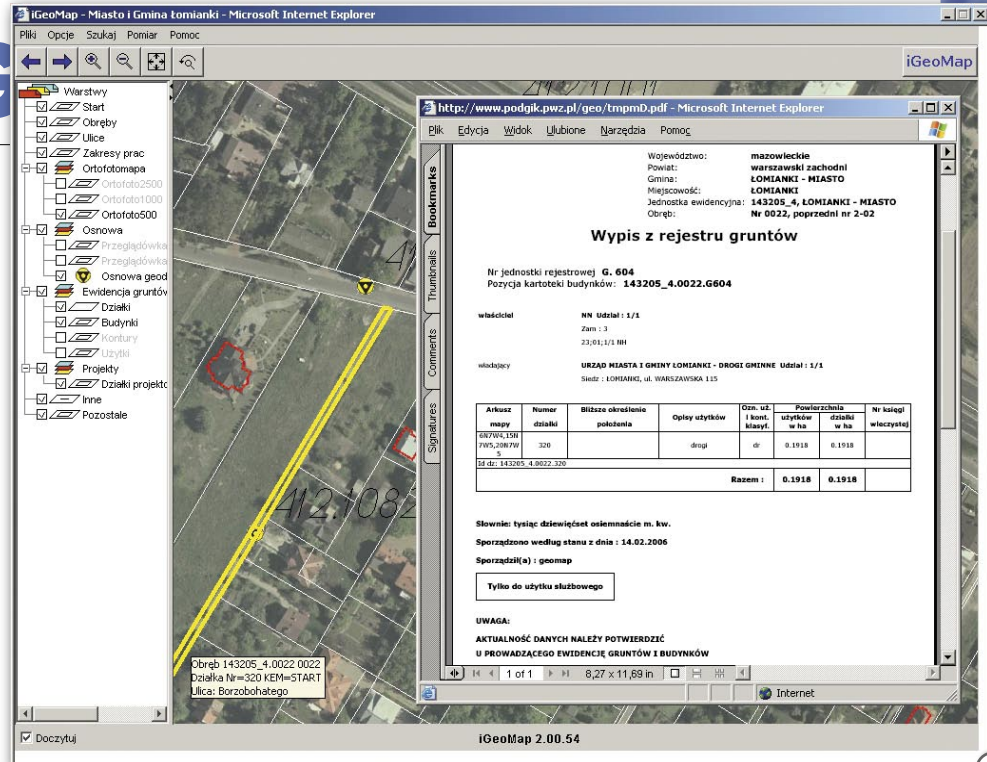 iGeoMap - Miasto i Gmina Łomianki - Microsoft Internet Explorer
Pliki Opcje Szukaj Pomiar Pomoc
iGeoMap
Warstwy
Start
Obręby
Ulice
Zakresy prac
Ortofotomapa
Ortofoto2500
Ortofoto1000
Ortofoto500
Osnowa
Przeglądówka
Przeglądówka
Osnowa geod
Ewidencja gruntów
Działki
Budynki
Kontury
Użytki
Projekty
Działki projekto
Inne
Pozostałe
412.1082
Obręb 143205_4.0022 0022
Działka Nr=320 KEM=START
Ulica: Borzobohatego
http://www.podgik.pwz.pl/geo/tmpmD.pdf - Microsoft Internet Explorer
Plik Edycja Widok Ulubione Narzędzia Pomoc
Bookmarks
Thumbnails
Comments
Signatures
Województwo: mazowieckie
Powiat: warszawski zachodni
Gmina: ŁOMIANKI - MIASTO
Miejscowość: ŁOMIANKI
Jednostka ewidencyjna: 143205_4, ŁOMIANKI - MIASTO
Obręb: Nr 0022, poprzedni nr 2-02
Wypis z rejestru gruntów
Nr jednostki rejestrowej G. 604
Pozycja kartoteki budynków: 143205_4.0022.G604
właściciel NN Udział : 1/1
Zam : 3
23;01;1/1 NH
władający URZĄD MIASTA I GMINY ŁOMIANKI - DROGI GMINNE Udział : 1/1
Siedz : ŁOMIANKI, ul. WARSZAWSKA 115
Arkusz mapy Numer działki Bliższe określenie położenia Opisy użytków Ozn. uż. i kont. klasyf. Powierzchnia użytków w ha działki w ha Nr księgi wieczystej
6N7W4,15N
7W5,20N7W 320 drogi dr 0.1918 0.1918
5
Id dz: 143205_4.0022.320
Razem : 0.1918 0.1918
Słownie: tysiąc dziewięćset osiemnaście m. kw.
Sporządzono według stanu z dnia : 14.02.2006
Sporządził(a) : geomap
Tylko do użytku służbowego
UWAGA:
AKTUALNOŚĆ DANYCH NALEŻY POTWIERDZIĆ
U PROWADZĄCEGO EWIDENCJĘ GRUNTÓW I BUDYNKÓW
1 of 1 8,27 x 11,69 in
Internet
Doczytuj
iGeoMap 2.00.54